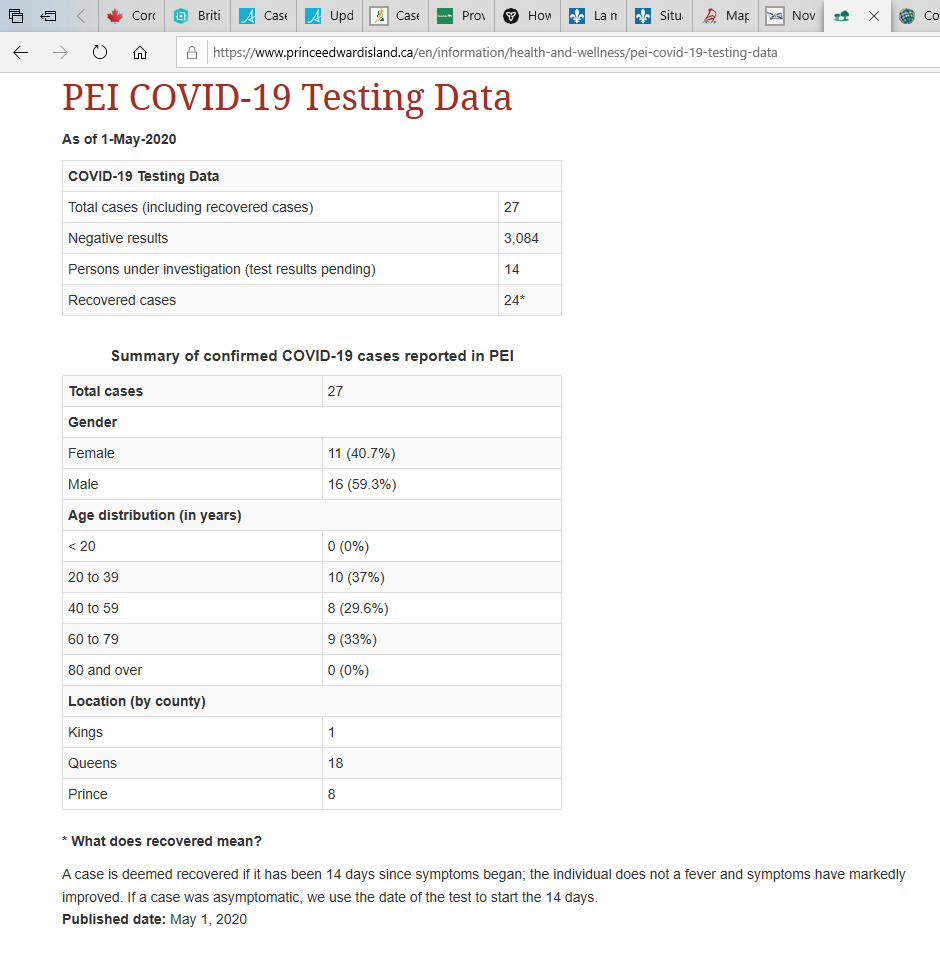 Corc
Briti
Case
Upd
Case
Prov
How
La n
Situ
Map
Nov
Co
https://www.princeedwardisland.ca/en/information/health-and-wellness/pei-covid-19-testing-data
PEI COVID-19 Testing Data
As of 1-May-2020
COVID-19 Testing Data
Total cases (including recovered cases) 27
Negative results 3,084
Persons under investigation (test results pending) 14
Recovered cases 24*
Summary of confirmed COVID-19 cases reported in PEI
Total cases 27
Gender
Female 11 (40.7%)
Male 16 (59.3%)
Age distribution (in years)
< 20 0 (0%)
20 to 39 10 (37%)
40 to 59 8 (29.6%)
60 to 79 9 (33%)
80 and over 0 (0%)
Location (by county)
Kings 1
Queens 18
Prince 8
* What does recovered mean?
A case is deemed recovered if it has been 14 days since symptoms began; the individual does not a fever and symptoms have markedly
improved. If a case was asymptomatic, we use the date of the test to start the 14 days.
Published date: May 1, 2020